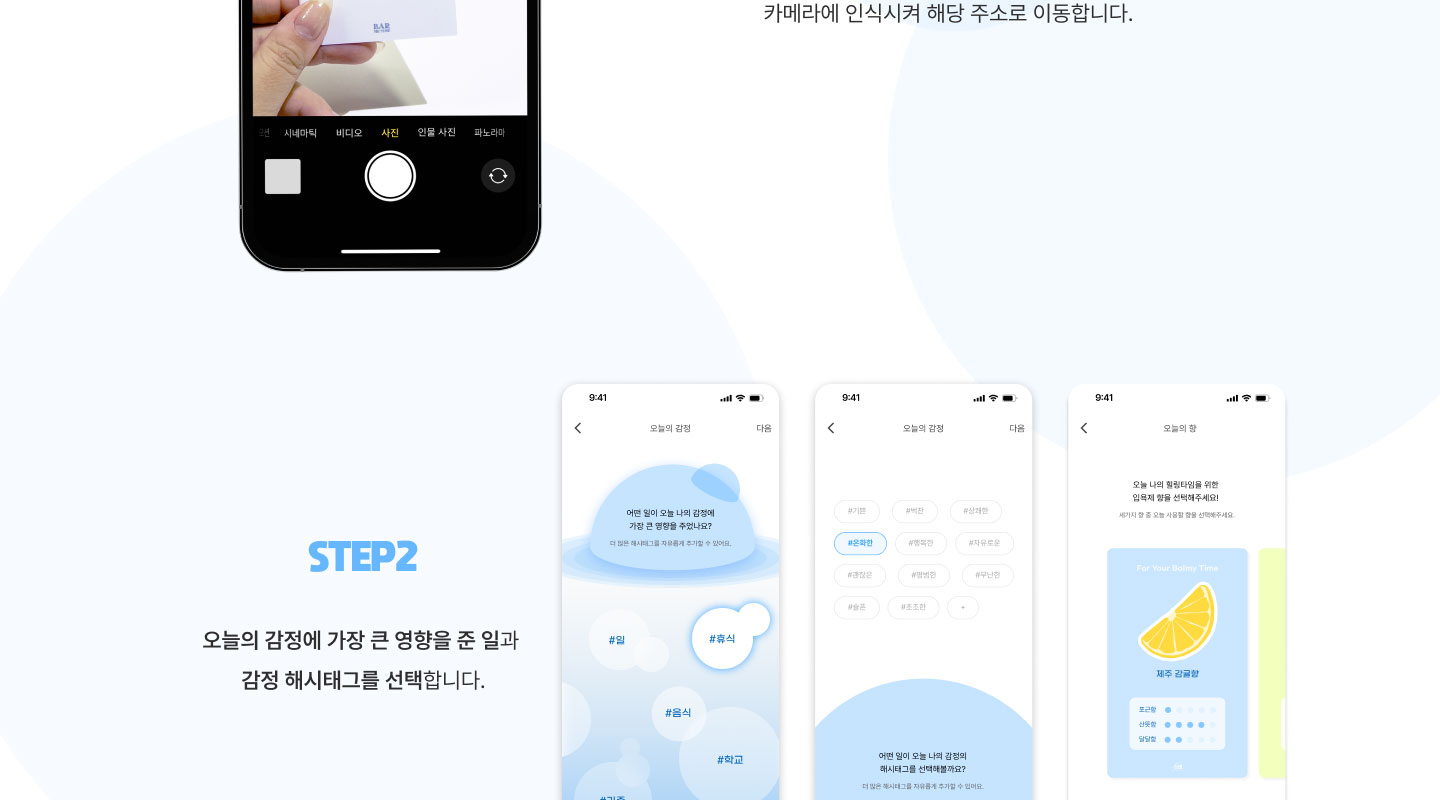 카메라에 인식시켜 해당 주소로 이동합니다.
BAR
시네마틱 비디오 사진 인물 사진 파노라마
STEP2
오늘의 감정에 가장 큰 영향을 준 일과
감정 해시태그를 선택합니다.
9:41
오늘의 감정 다음
어떤 일이 오늘 나의 감정에
가장 큰 영향을 주었나요?
더 많은 해시태그를 자유롭게 추가할 수 있어요.
#일
#휴식
#음식
#학교
9:41
오늘의 감정 다음
#기쁜 #벅찬 #상쾌한
#온화한 #행복한 #자유로운
#괜찮은 #평범한 #무난한
#슬픈 #초조한 +
어떤 일이 오늘 나의 감정의
해시태그를 선택해볼까요?
더 많은 해시태그를 자유롭게 추가할 수 있어요.
9:41
오늘의 향
오늘 나의 힐링타임을 위한
입욕제 향을 선택해주세요!
세가지 향 중 오늘 사용할 향을 선택해주세요.
For Your Balmy Time
제주 감귤향
포근함
산뜻함
달달함